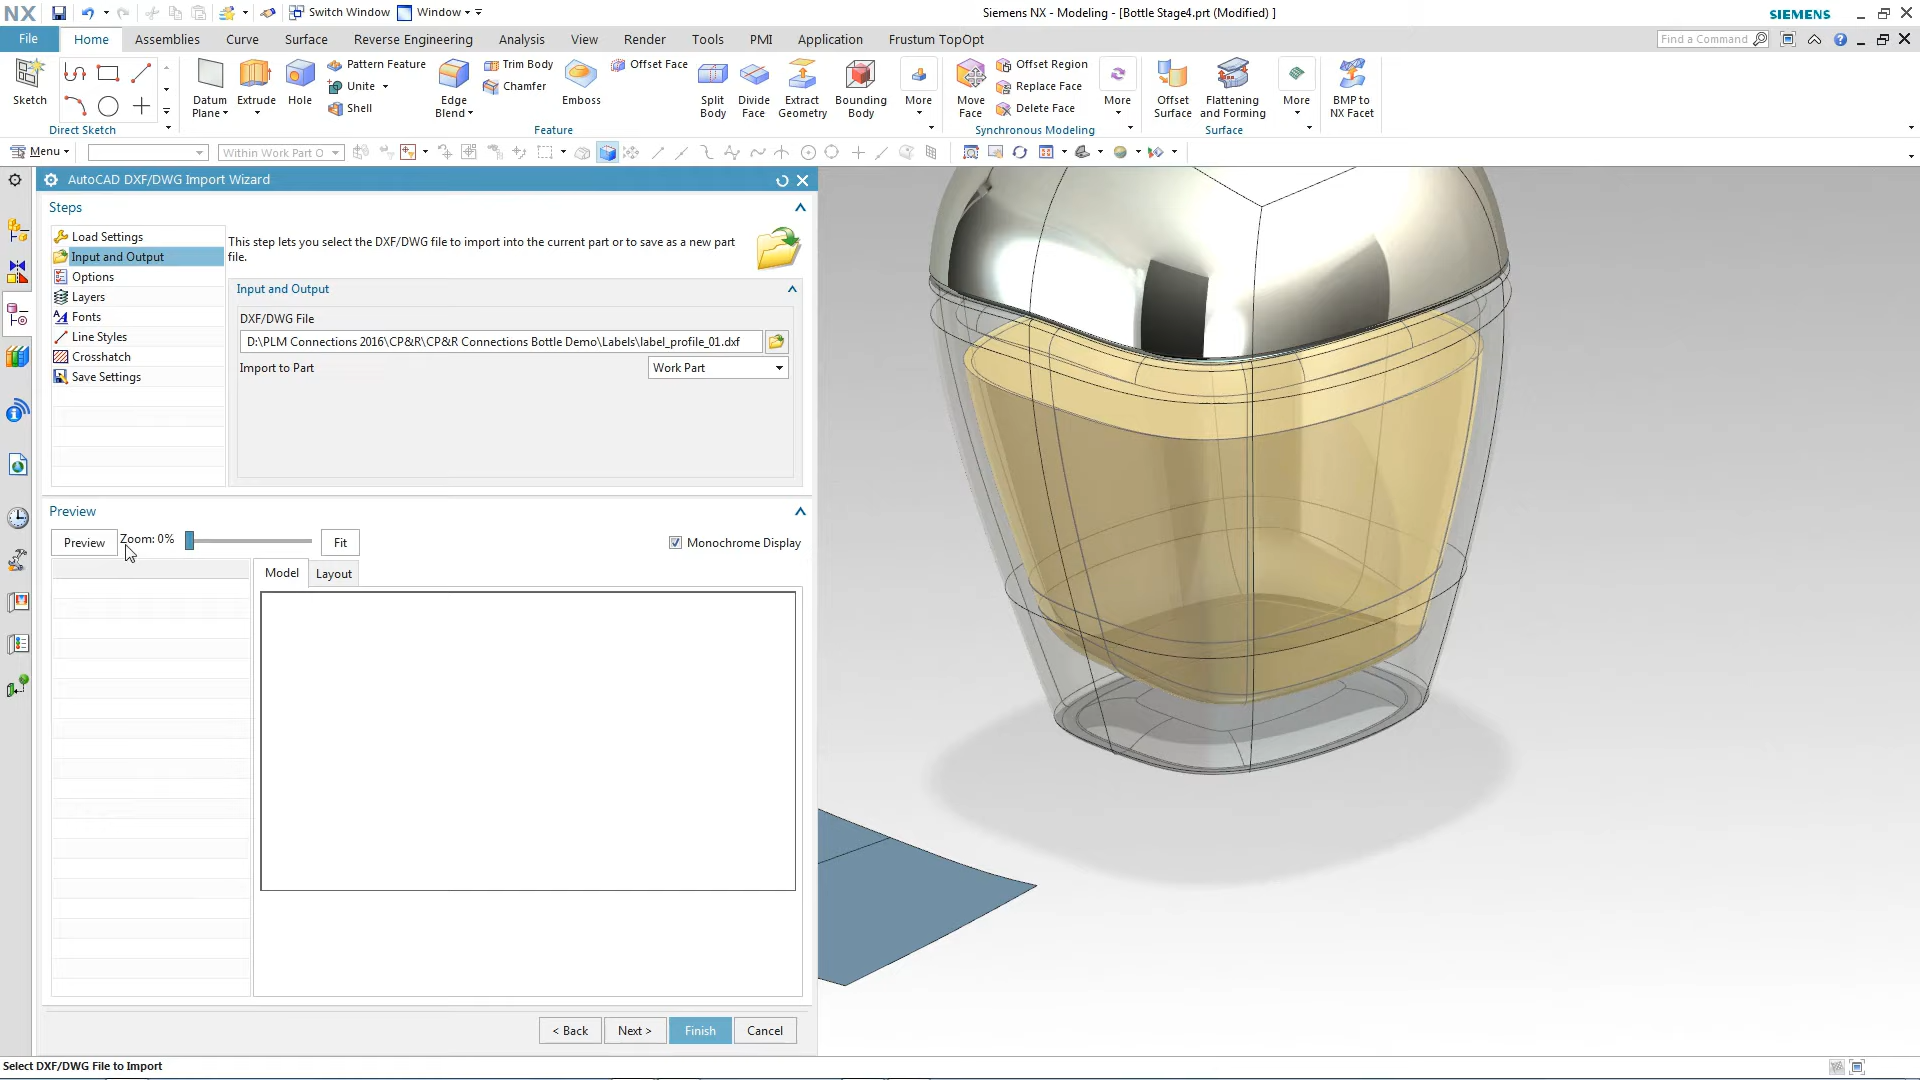 NX Switch Window Window Siemens NX - Modeling - [Bottle Stage4.prt (Modified) ] SIEMENS
File Home Assemblies Curve Surface Reverse Engineering Analysis View Render Tools PMI Application Frustum TopOpt Find a Command
Pattern Feature Trim Body Offset Face Offset Region
Unite Chamfer Replace Face
Sketch Datum Plane Extrude Hole Shell Edge Blend Emboss Split Body Divide Face Extract Geometry Bounding Body More Move Face Delete Face More Offset Surface Flattening and Forming More BMP to NX Facet
Direct Sketch Feature Synchronous Modeling Surface
Menu Within Work Part O
AutoCAD DXF/DWG Import Wizard
Steps
Load Settings
Input and Output
Options
Layers
Fonts
Line Styles
Crosshatch
Save Settings
This step lets you select the DXF/DWG file to import into the current part or to save as a new part
file.
Input and Output
DXF/DWG File
D:\PLM Connections 2016\CP&R\CP&R Connections Bottle Demo\Labels\label_profile_01.dxf
Import to Part Work Part
Preview
Preview Zoom: 0% Fit Monochrome Display
Model Layout
< Back Next > Finish Cancel
Select DXF/DWG File to Import